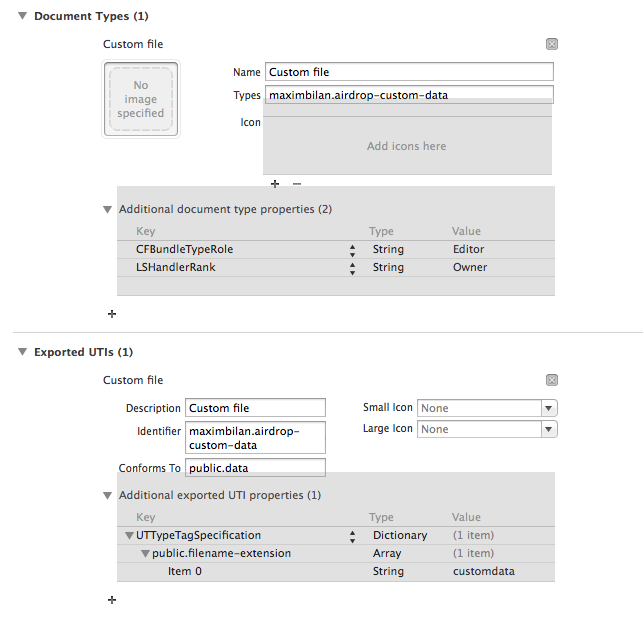 Document Types (1)
Custom file
No
image
specified
Name Custom file
Types maximbilan.airdrop-custom-data
Icon
Add icons here
Additional document type properties (2)
Key Type Value
CFBundleTypeRole String Editor
LSHandlerRank String Owner
Exported UTIs (1)
Custom file
Description Custom file Small Icon None
Identifier maximbilan.airdrop- Large Icon None
custom-data
Conforms To public.data
Additional exported UTI properties (1)
Key Type Value
UTTypeTagSpecification Dictionary (1 item)
public.filename-extension Array (1 item)
Item 0 String customdata